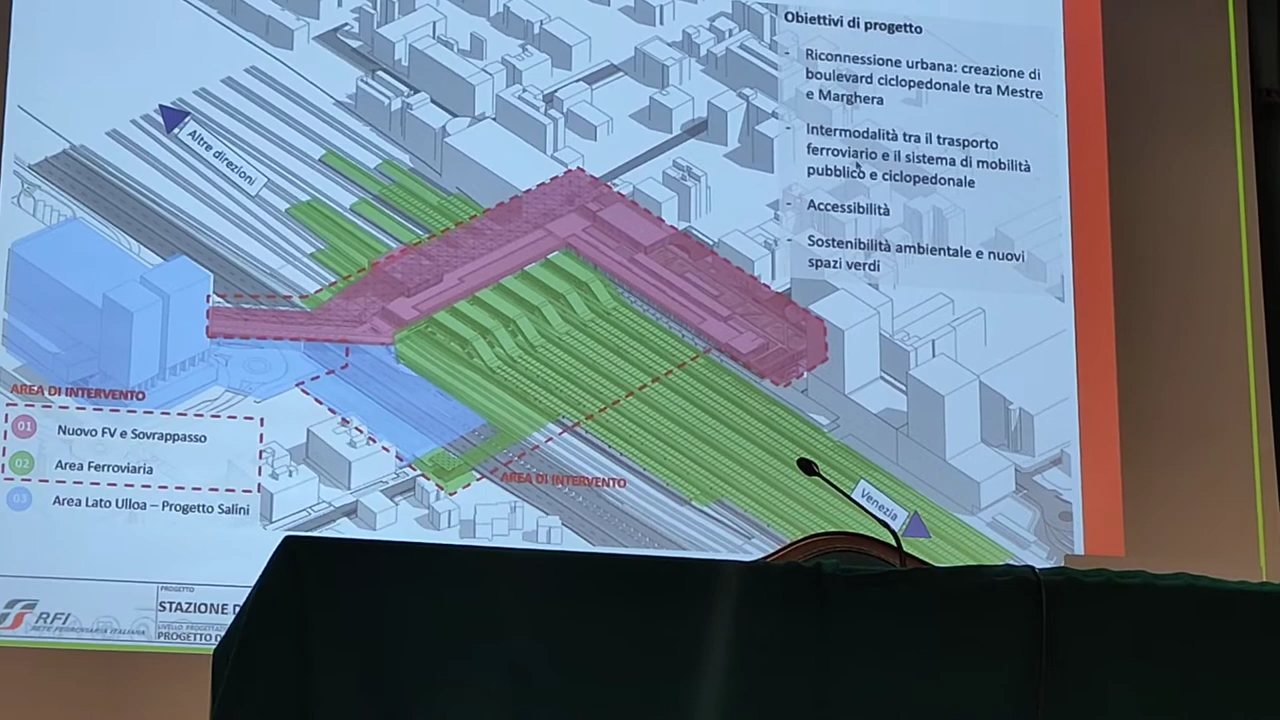 Obiettivi di progetto
- Riconnessione urbana: creazione di
boulevard ciclopedonale tra Mestre
e Marghera
- Intermodalità tra il trasporto
ferroviario e il sistema di mobilità
pubblico e ciclopedonale
- Accessibilità
- Sostenibilità ambientale e nuovi
spazi verdi
Altre direzioni
AREA DI INTERVENTO
01 Nuovo FV e Sovrappasso
02 Area Ferroviaria
03 Area Lato Ulloa – Progetto Salini
AREA DI INTERVENTO
Venezia
RFI
RETE FERROVIARIA ITALIANA
PROGETTO
STAZIONE D
LIVELLO PROGETTAZ
PROGETTO D